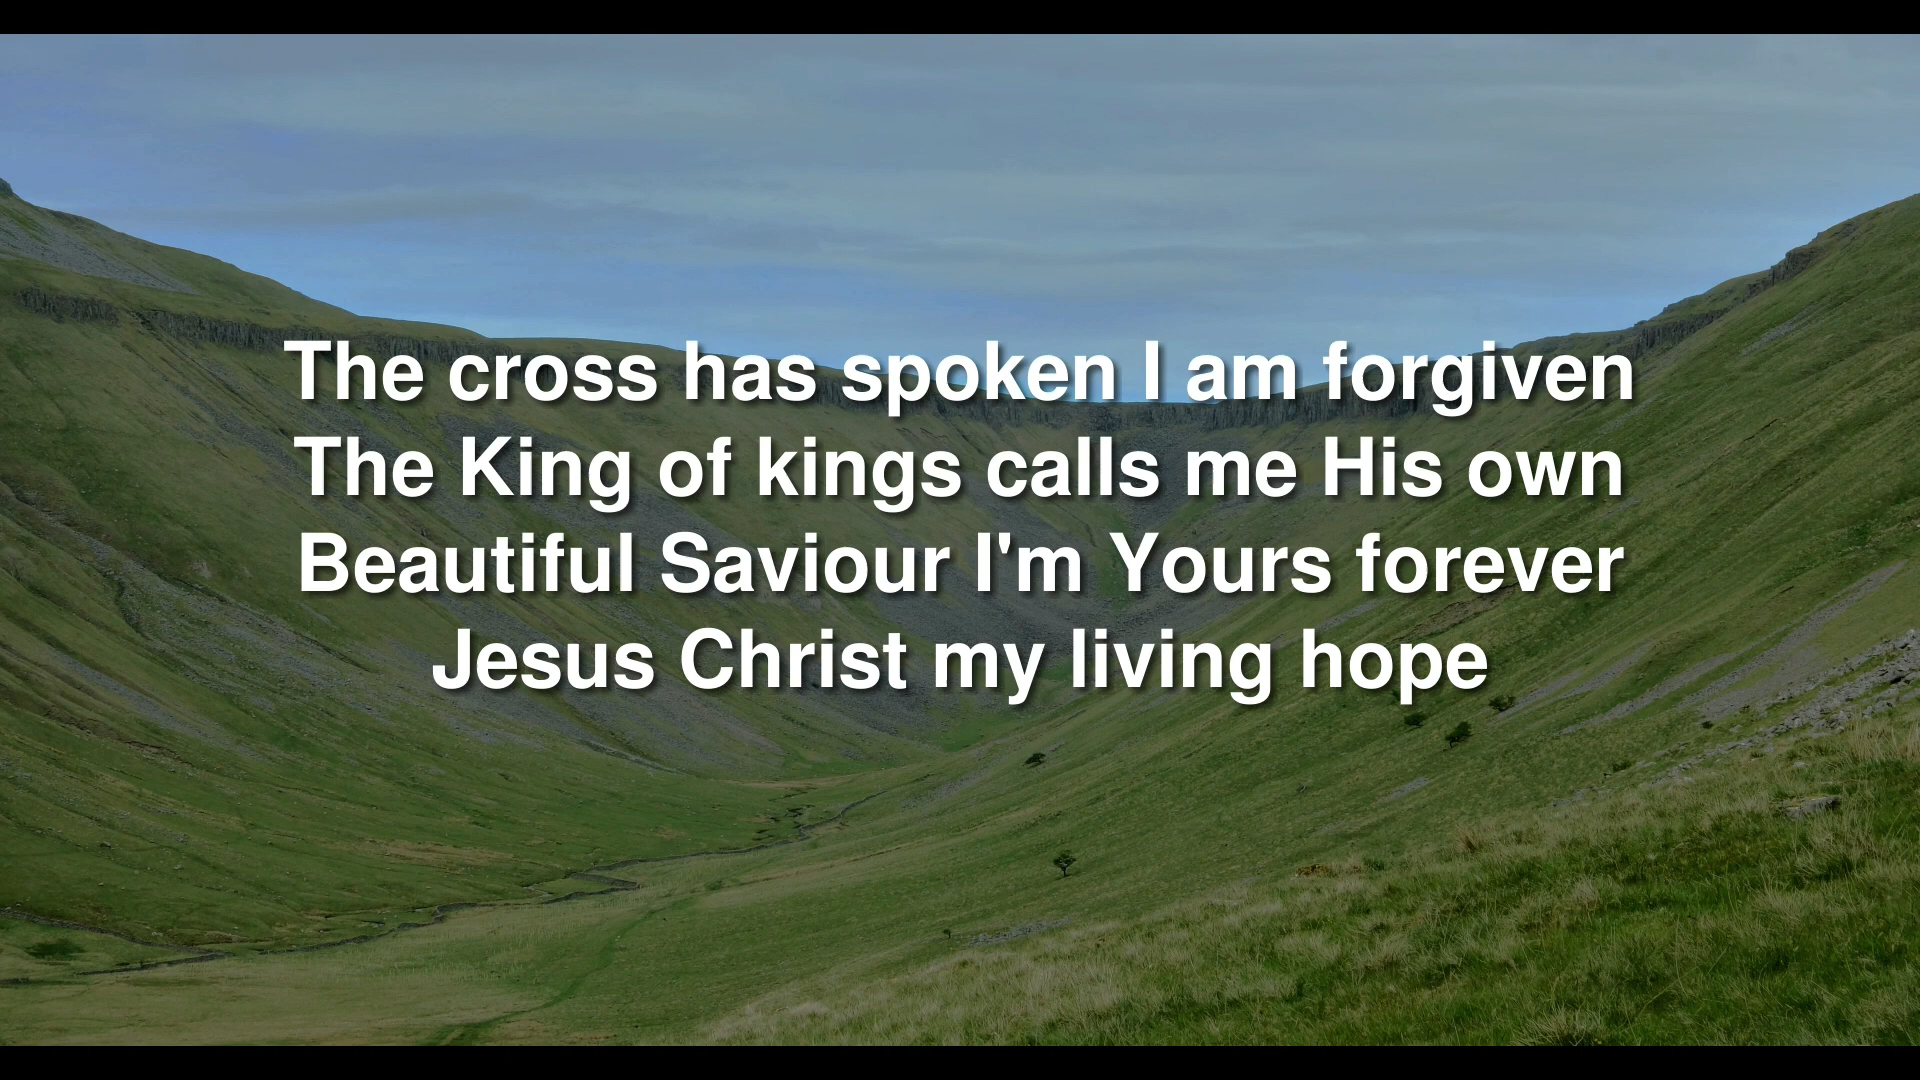 The cross has spoken I am forgiven
The King of kings calls me His own
Beautiful Saviour I'm Yours forever
Jesus Christ my living hope